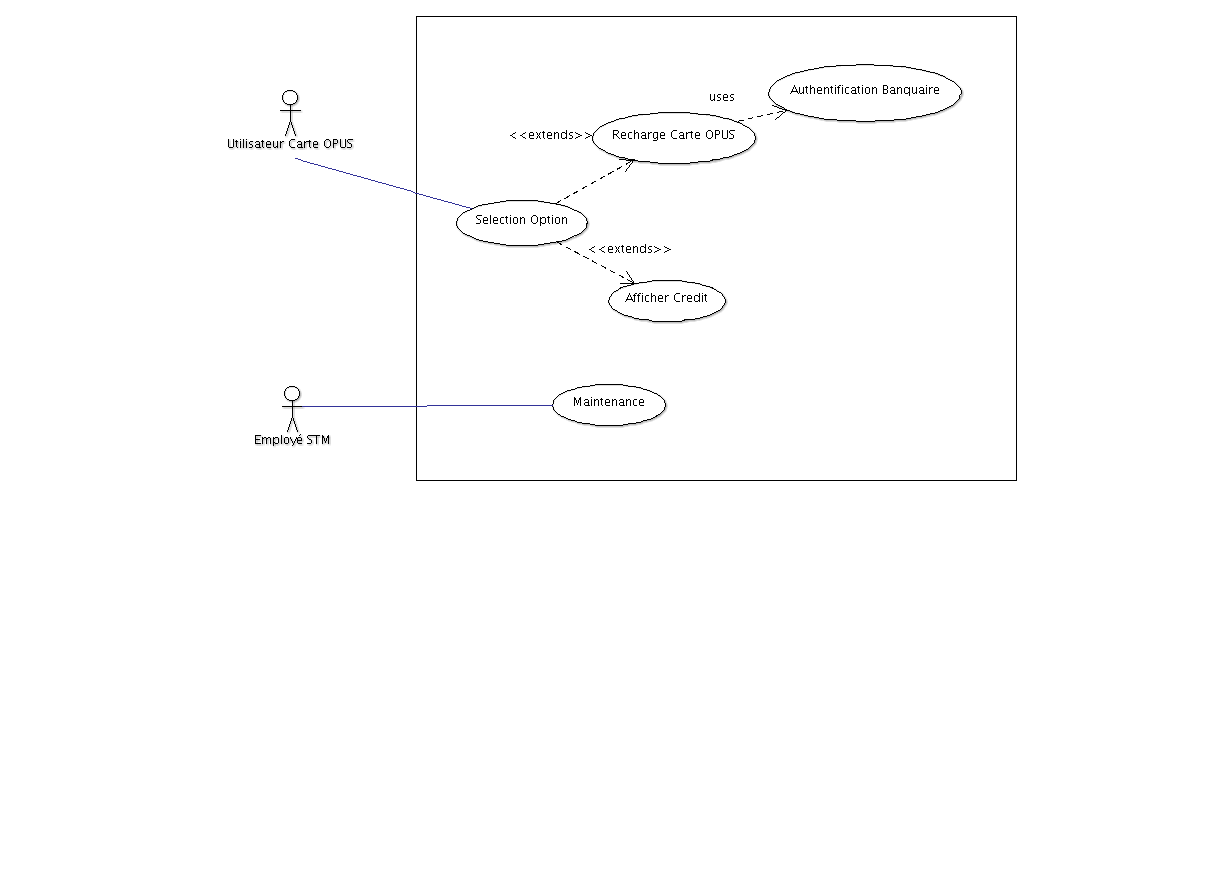 Authentification Banquaire
uses
Utilisateur Carte OPUS
<<extends>>
Recharge Carte OPUS
Selection Option
<<extends>>
Afficher Credit
Maintenance
Employé STM